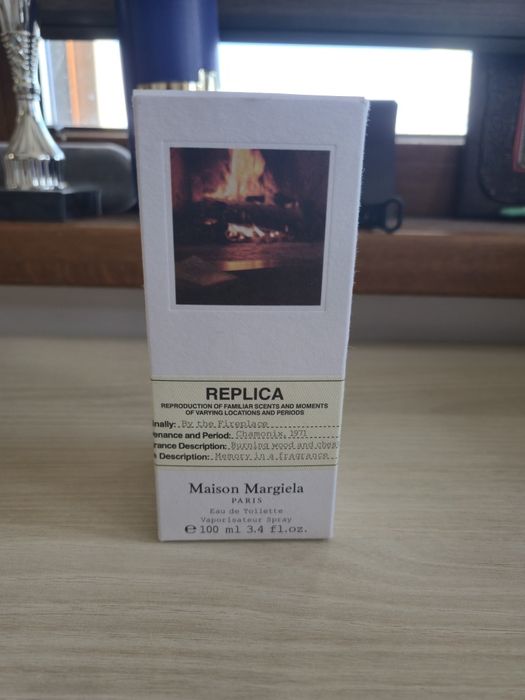 REPLICA
REPRODUCTION OF FAMILIAR SCENTS AND MOMENTS
OF VARYING LOCATIONS AND PERIODS
inally: By the Fireplace
enance and Period: Chamonix, 1971
rance Description: Burning wood and ches
Description: Memory in a fragrance
Maison Margiela
PARIS
Eau de Toilette
Vaporisateur Spray
℮ 100 ml 3.4 fl.oz.